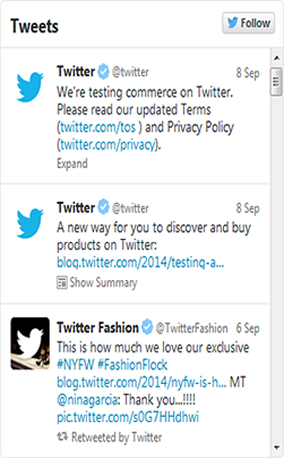 Tweets
Follow
Twitter @twitter 8 Sep
We're testing commerce on Twitter.
Please read our updated Terms
(twitter.com/tos ) and Privacy Policy
(twitter.com/privacy).
Expand
Twitter @twitter 8 Sep
A new way for you to discover and buy
products on Twitter:
blog.twitter.com/2014/testing-a...
Show Summary
Twitter Fashion @TwitterFashion 6 Sep
This is how much we love our exclusive
#NYFW #FashionFlock
blog.twitter.com/2014/nyfw-is-h... MT
@ninagarcia: Thank you...!!!!
pic.twitter.com/s0G7HHdhwi
Retweeted by Twitter